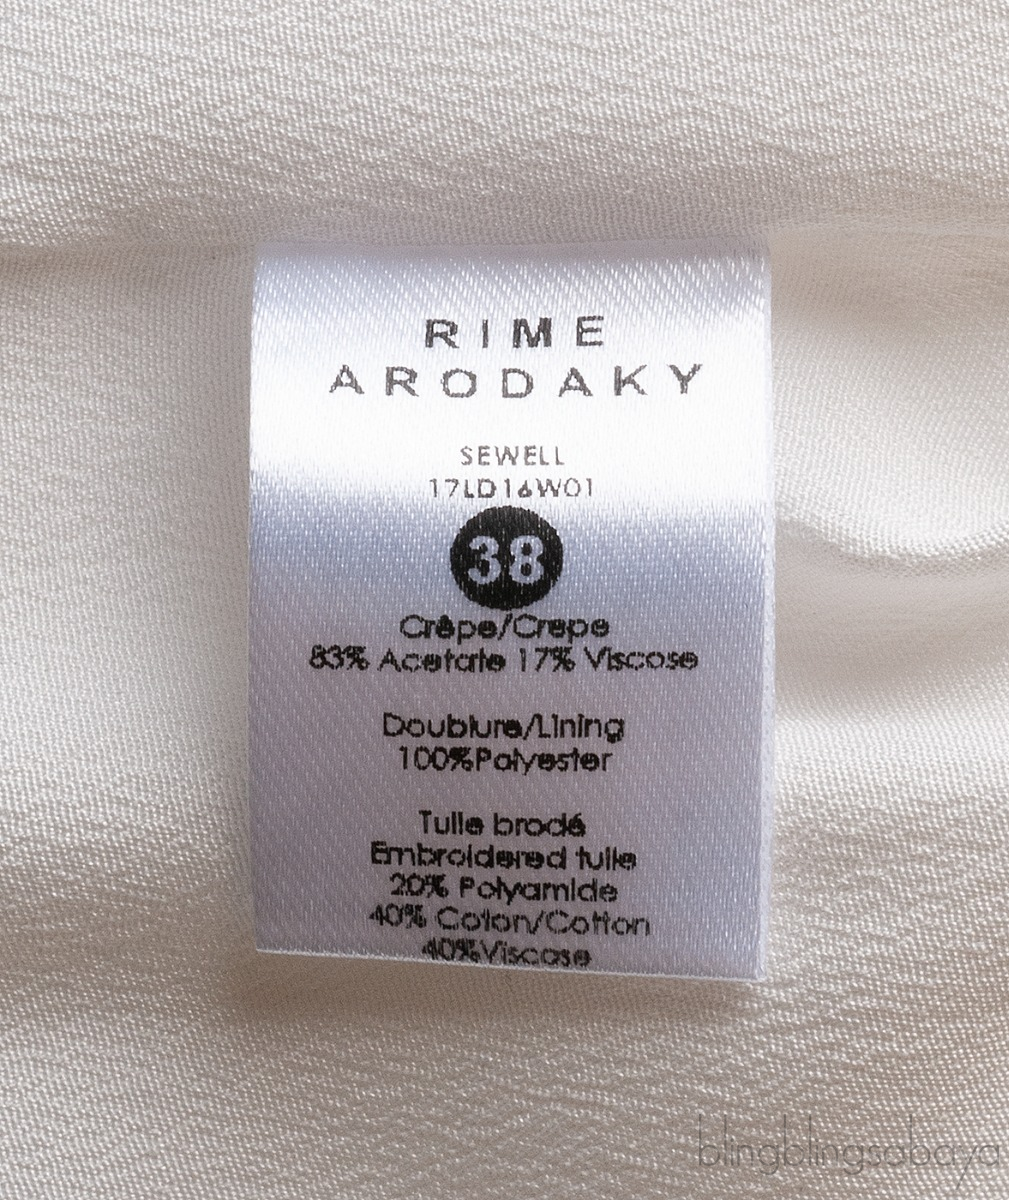 RIME
ARODAKY
SEWELL
17LD16W01
38
Crêpe/Crepe
83% Acetate 17% Viscose
Doublure/Lining
100%Polyester
Tulle brodé
Embroidered tulle
20% Polyamide
40% Coton/Cotton
40%Viscose
blingblingsobaya